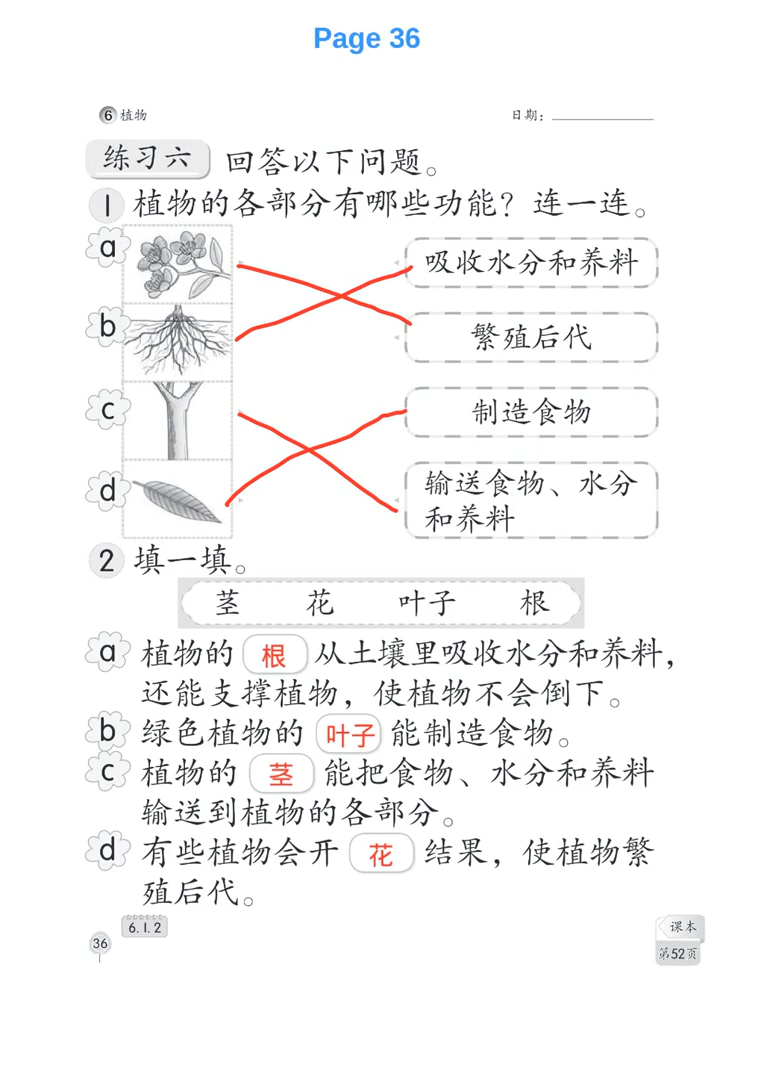 Page 36
6 植物
日期：
练习六 回答以下问题。
1 植物的各部分有哪些功能？连一连。
a 吸收水分和养料
b 繁殖后代
c 制造食物
d 输送食物、水分
和养料
2 填一填。
茎 花 叶子 根
a 植物的 根 从土壤里吸收水分和养料，
还能支撑植物，使植物不会倒下。
b 绿色植物的 叶子 能制造食物。
c 植物的 茎 能把食物、水分和养料
输送到植物的各部分。
d 有些植物会开 花 结果，使植物繁
殖后代。
6.1.2
36
课本
第52页